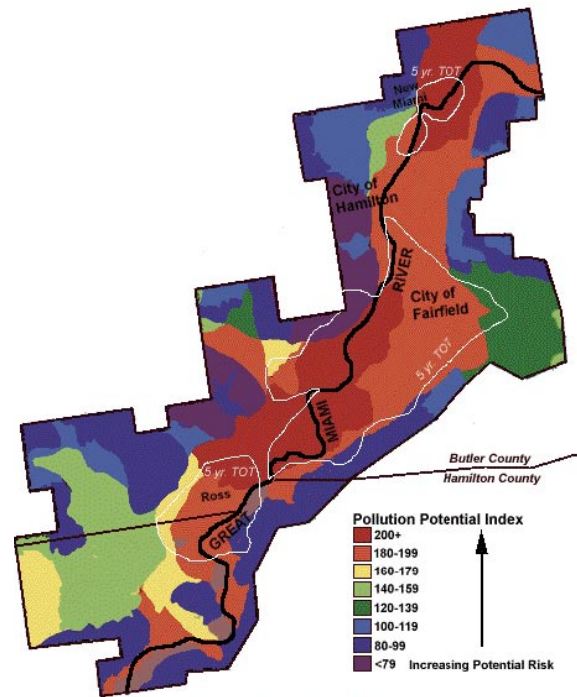 5 yr. TOT
New
Miami
City of
Hamilton
RIVER
City of
Fairfield
5 yr. TOT
MIAMI
Butler County
Hamilton County
5 yr. TOT
Ross
GREAT
Pollution Potential Index
200+
180-199
160-179
140-159
120-139
100-119
80-99
<79
Increasing Potential Risk